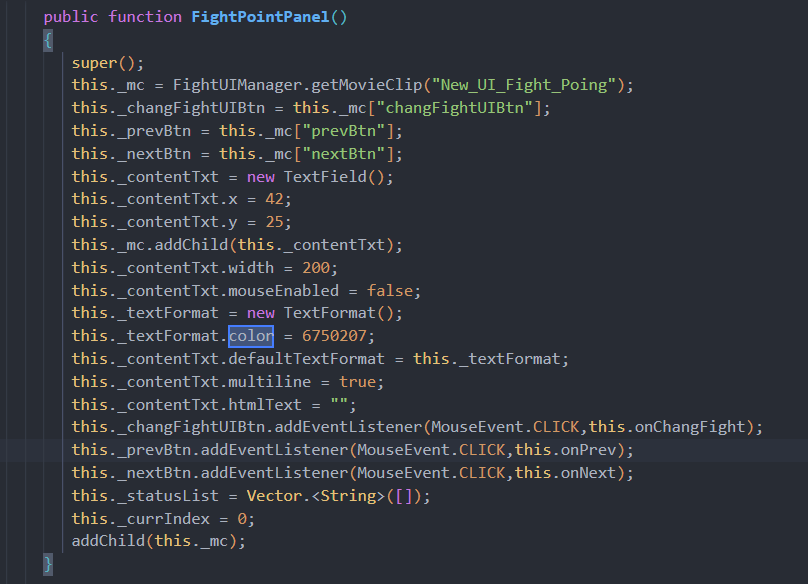 public function FightPointPanel()
{
super();
this._mc = FightUIManager.getMovieClip("New_UI_Fight_Poing");
this._changFightUIBtn = this._mc["changFightUIBtn"];
this._prevBtn = this._mc["prevBtn"];
this._nextBtn = this._mc["nextBtn"];
this._contentTxt = new TextField();
this._contentTxt.x = 42;
this._contentTxt.y = 25;
this._mc.addChild(this._contentTxt);
this._contentTxt.width = 200;
this._contentTxt.mouseEnabled = false;
this._textFormat = new TextFormat();
this._textFormat.color = 6750207;
this._contentTxt.defaultTextFormat = this._textFormat;
this._contentTxt.multiline = true;
this._contentTxt.htmlText = "";
this._changFightUIBtn.addEventListener(MouseEvent.CLICK,this.onChangFight);
this._prevBtn.addEventListener(MouseEvent.CLICK,this.onPrev);
this._nextBtn.addEventListener(MouseEvent.CLICK,this.onNext);
this._statusList = Vector.<String>([]);
this._currIndex = 0;
addChild(this._mc);
}